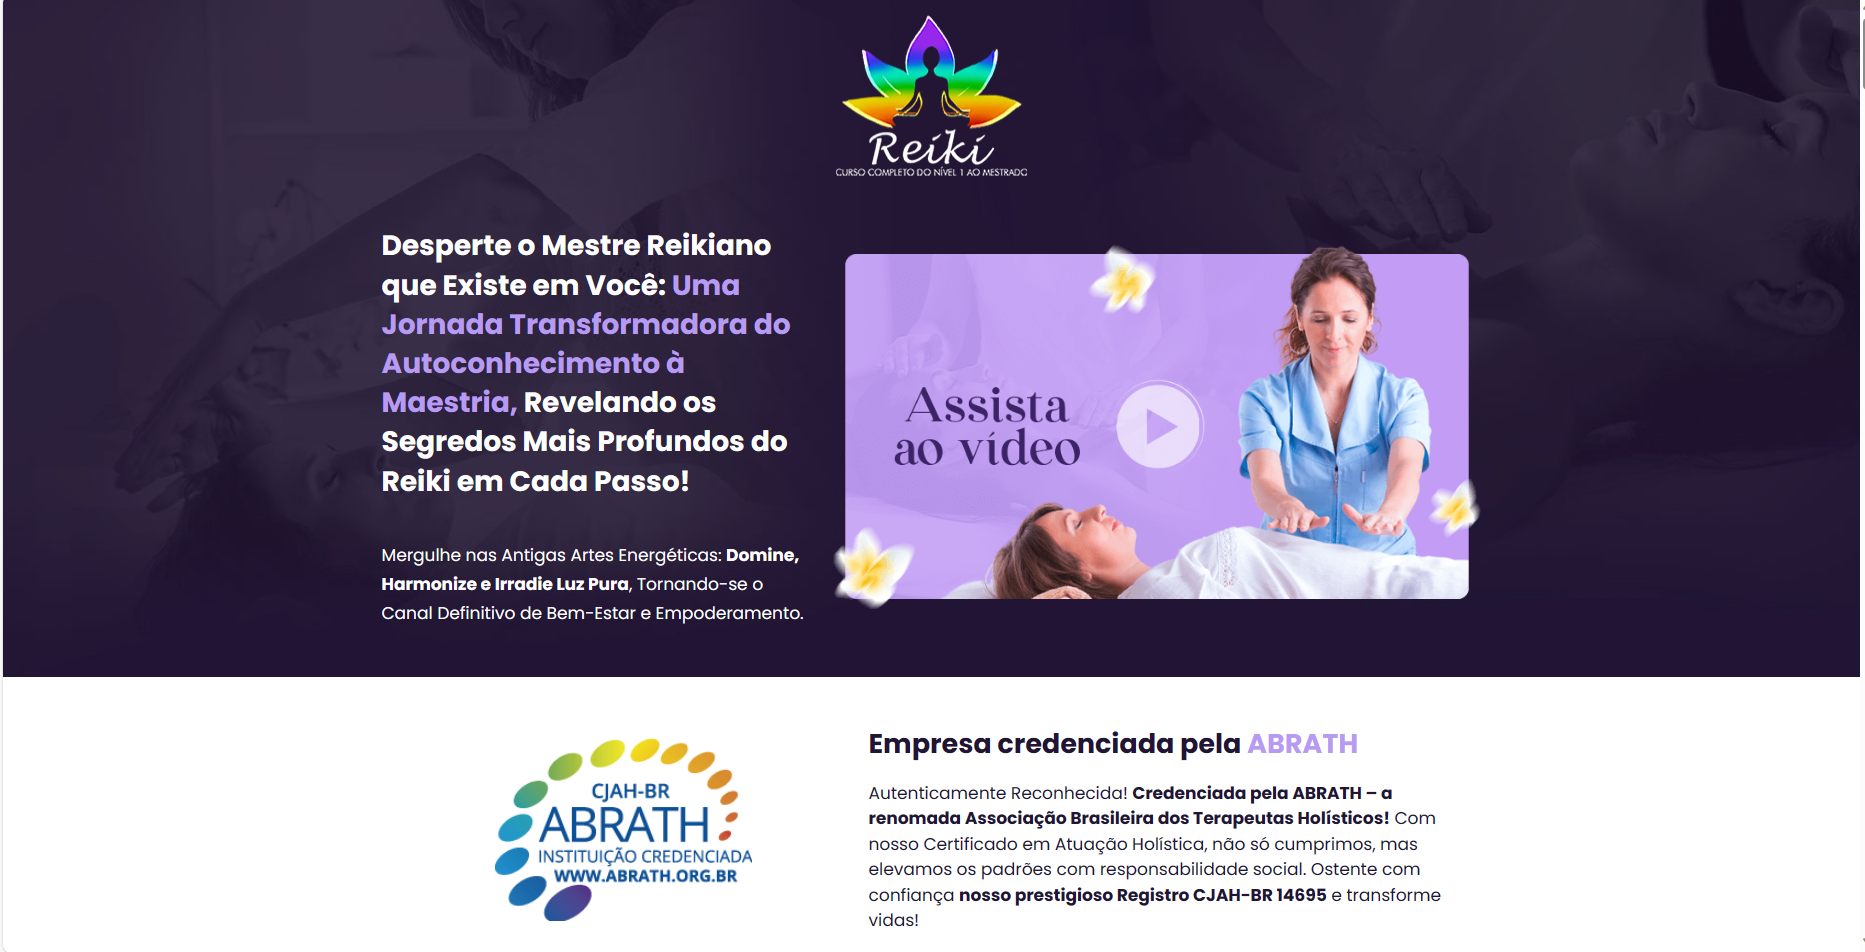 Reiki
CURSO COMPLETO DO NÍVEL 1 AO MESTRADO
Desperte o Mestre Reikiano
que Existe em Você: Uma
Jornada Transformadora do
Autoconhecimento à
Maestria, Revelando os
Segredos Mais Profundos do
Reiki em Cada Passo!
Mergulhe nas Antigas Artes Energéticas: Domine,
Harmonize e Irradie Luz Pura, Tornando-se o
Canal Definitivo de Bem-Estar e Empoderamento.
Assista
ao vídeo
CJAH-BR
ABRATH
INSTITUIÇÃO CREDENCIADA
WWW.ABRATH.ORG.BR
Empresa credenciada pela ABRATH
Autenticamente Reconhecida! Credenciada pela ABRATH – a
renomada Associação Brasileira dos Terapeutas Holísticos! Com
nosso Certificado em Atuação Holística, não só cumprimos, mas
elevamos os padrões com responsabilidade social. Ostente com
confiança nosso prestigioso Registro CJAH-BR 14695 e transforme
vidas!